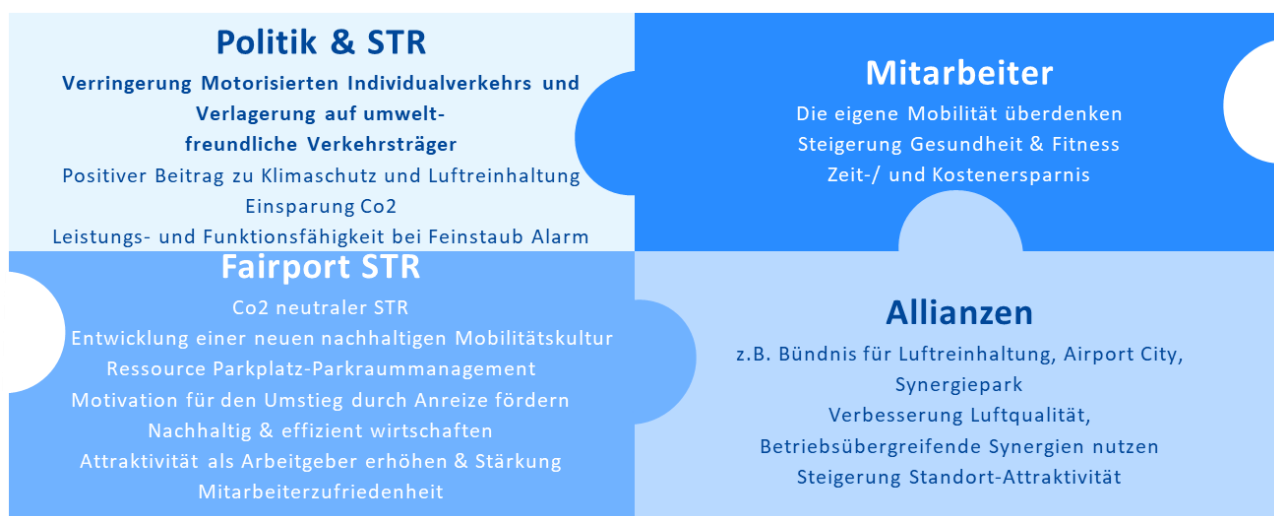 Politik & STR
Verringerung Motorisierten Individualverkehrs und
Verlagerung auf umwelt-
freundliche Verkehrsträger
Positiver Beitrag zu Klimaschutz und Luftreinhaltung
Einsparung Co2
Leistungs- und Funktionsfähigkeit bei Feinstaub Alarm
Mitarbeiter
Die eigene Mobilität überdenken
Steigerung Gesundheit & Fitness
Zeit-/ und Kostenersparnis
Fairport STR
Co2 neutraler STR
Entwicklung einer neuen nachhaltigen Mobilitätskultur
Ressource Parkplatz-Parkraummanagement
Motivation für den Umstieg durch Anreize fördern
Nachhaltig & effizient wirtschaften
Attraktivität als Arbeitgeber erhöhen & Stärkung
Mitarbeiterzufriedenheit
Allianzen
z.B. Bündnis für Luftreinhaltung, Airport City,
Synergiepark
Verbesserung Luftqualität,
Betriebsübergreifende Synergien nutzen
Steigerung Standort-Attraktivität